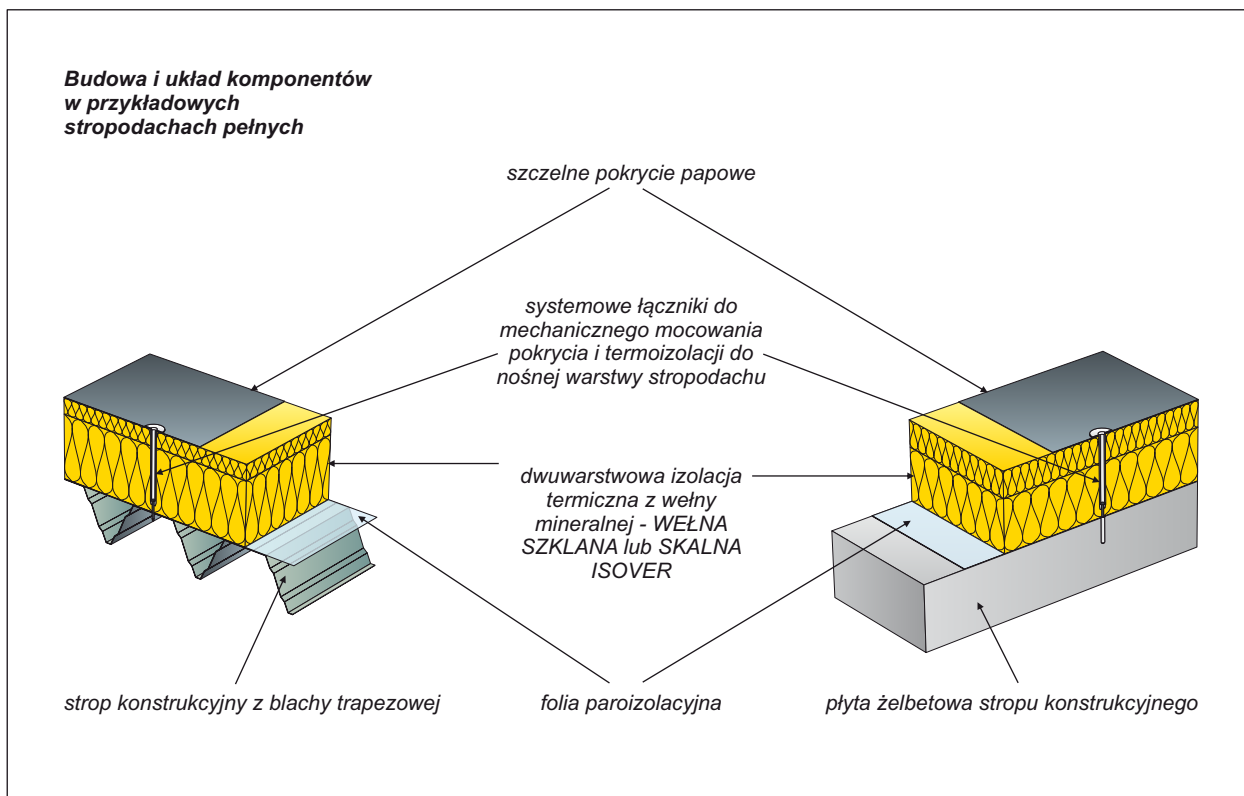 Budowa i układ komponentów
w przykładowych
stropodachach pełnych
szczelne pokrycie papowe
systemowe łączniki do
mechanicznego mocowania
pokrycia i termoizolacji do
nośnej warstwy stropodachu
dwuwarstwowa izolacja
termiczna z wełny
mineralnej - WEŁNA
SZKLANA lub SKALNA
ISOVER
strop konstrukcyjny z blachy trapezowej
folia paroizolacyjna
płyta żelbetowa stropu konstrukcyjnego